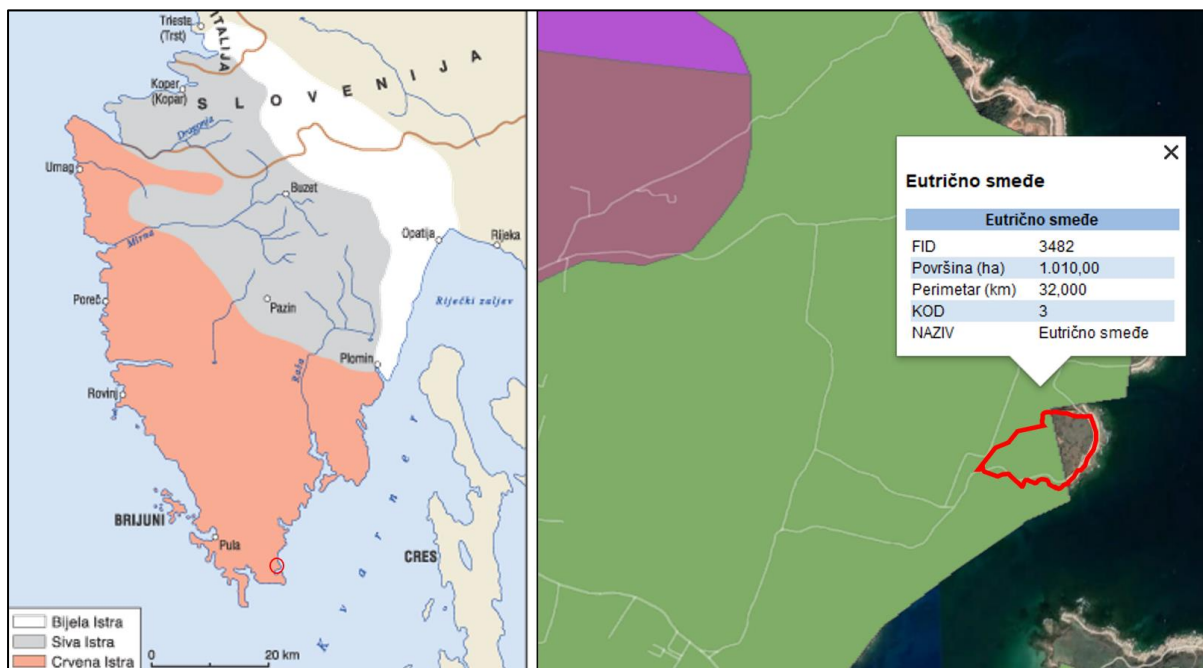 Trieste
(Trst)
ITALIJA
Koper
(Kopar)
SLOVENIJA
Dragonja
Umag
Buzet
Mirna
Opatija
Rijeka
Poreč
Pazin
Riječki zaljev
Raša
Plomin
Rovinj
BRIJUNI
Pula
CRES
Kvarner
Bijela Istra
Siva Istra
Crvena Istra
0 20 km
Eutrično smeđe
Eutrično smeđe
FID 3482
Površina (ha) 1.010,00
Perimetar (km) 32,000
KOD 3
NAZIV Eutrično smeđe